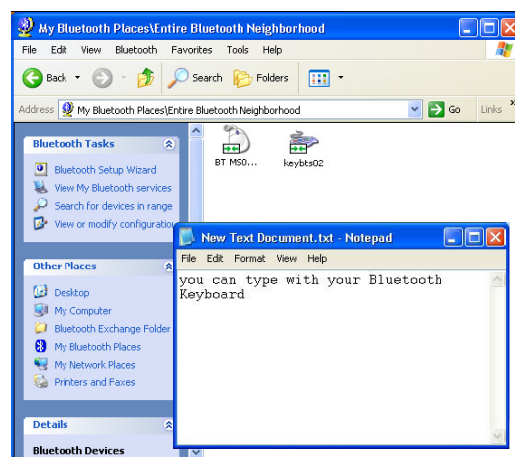 My Bluetooth Places\Entire Bluetooth Neighborhood
File Edit View Bluetooth Favorites Tools Help
Back Search Folders
Address My Bluetooth Places\Entire Bluetooth Neighborhood Go Links »
Bluetooth Tasks
Bluetooth Setup Wizard
View My Bluetooth services
Search for devices in range
View or modify configuration
BT MS0... keybts02
Other Places
Desktop
My Computer
Bluetooth Exchange Folder
My Bluetooth Places
My Network Places
Printers and Faxes
Details
Bluetooth Devices
New Text Document.txt - Notepad
File Edit Format View Help
you can type with your Bluetooth
Keyboard